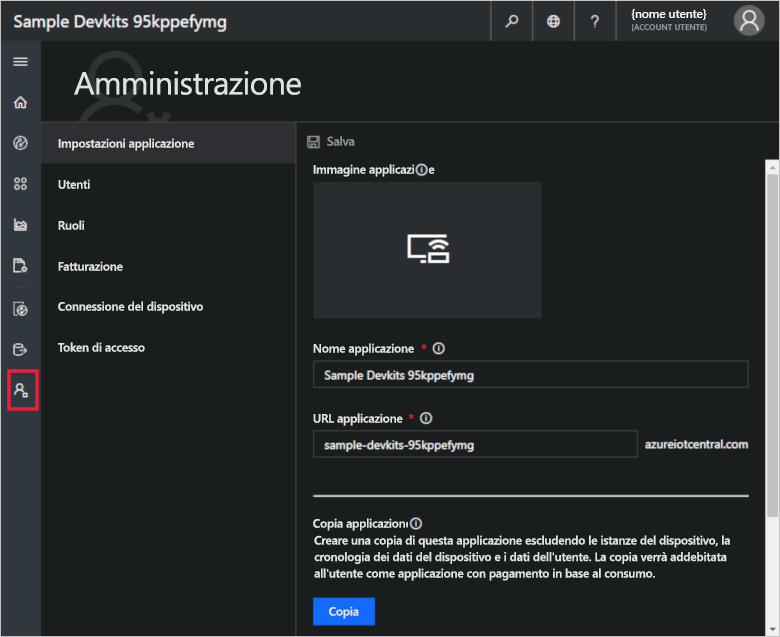 Sample Devkits 95kppefymg
?
{nome utente}
(ACCOUNT UTENTE)
Amministrazione
Impostazioni applicazione
Utenti
Ruoli
Fatturazione
Connessione del dispositivo
Token di accesso
Salva
Immagine applicazi e
Nome applicazione *
Sample Devkits 95kppefymg
URL applicazione *
sample-devkits-95kppefymg
azureiotcentral.com
Copia applicazion
Creare una copia di questa applicazione escludendo le istanze del dispositivo, la
cronologia dei dati del dispositivo e i dati dell'utente. La copia verrà addebitata
all'utente come applicazione con pagamento in base al consumo.
Copia